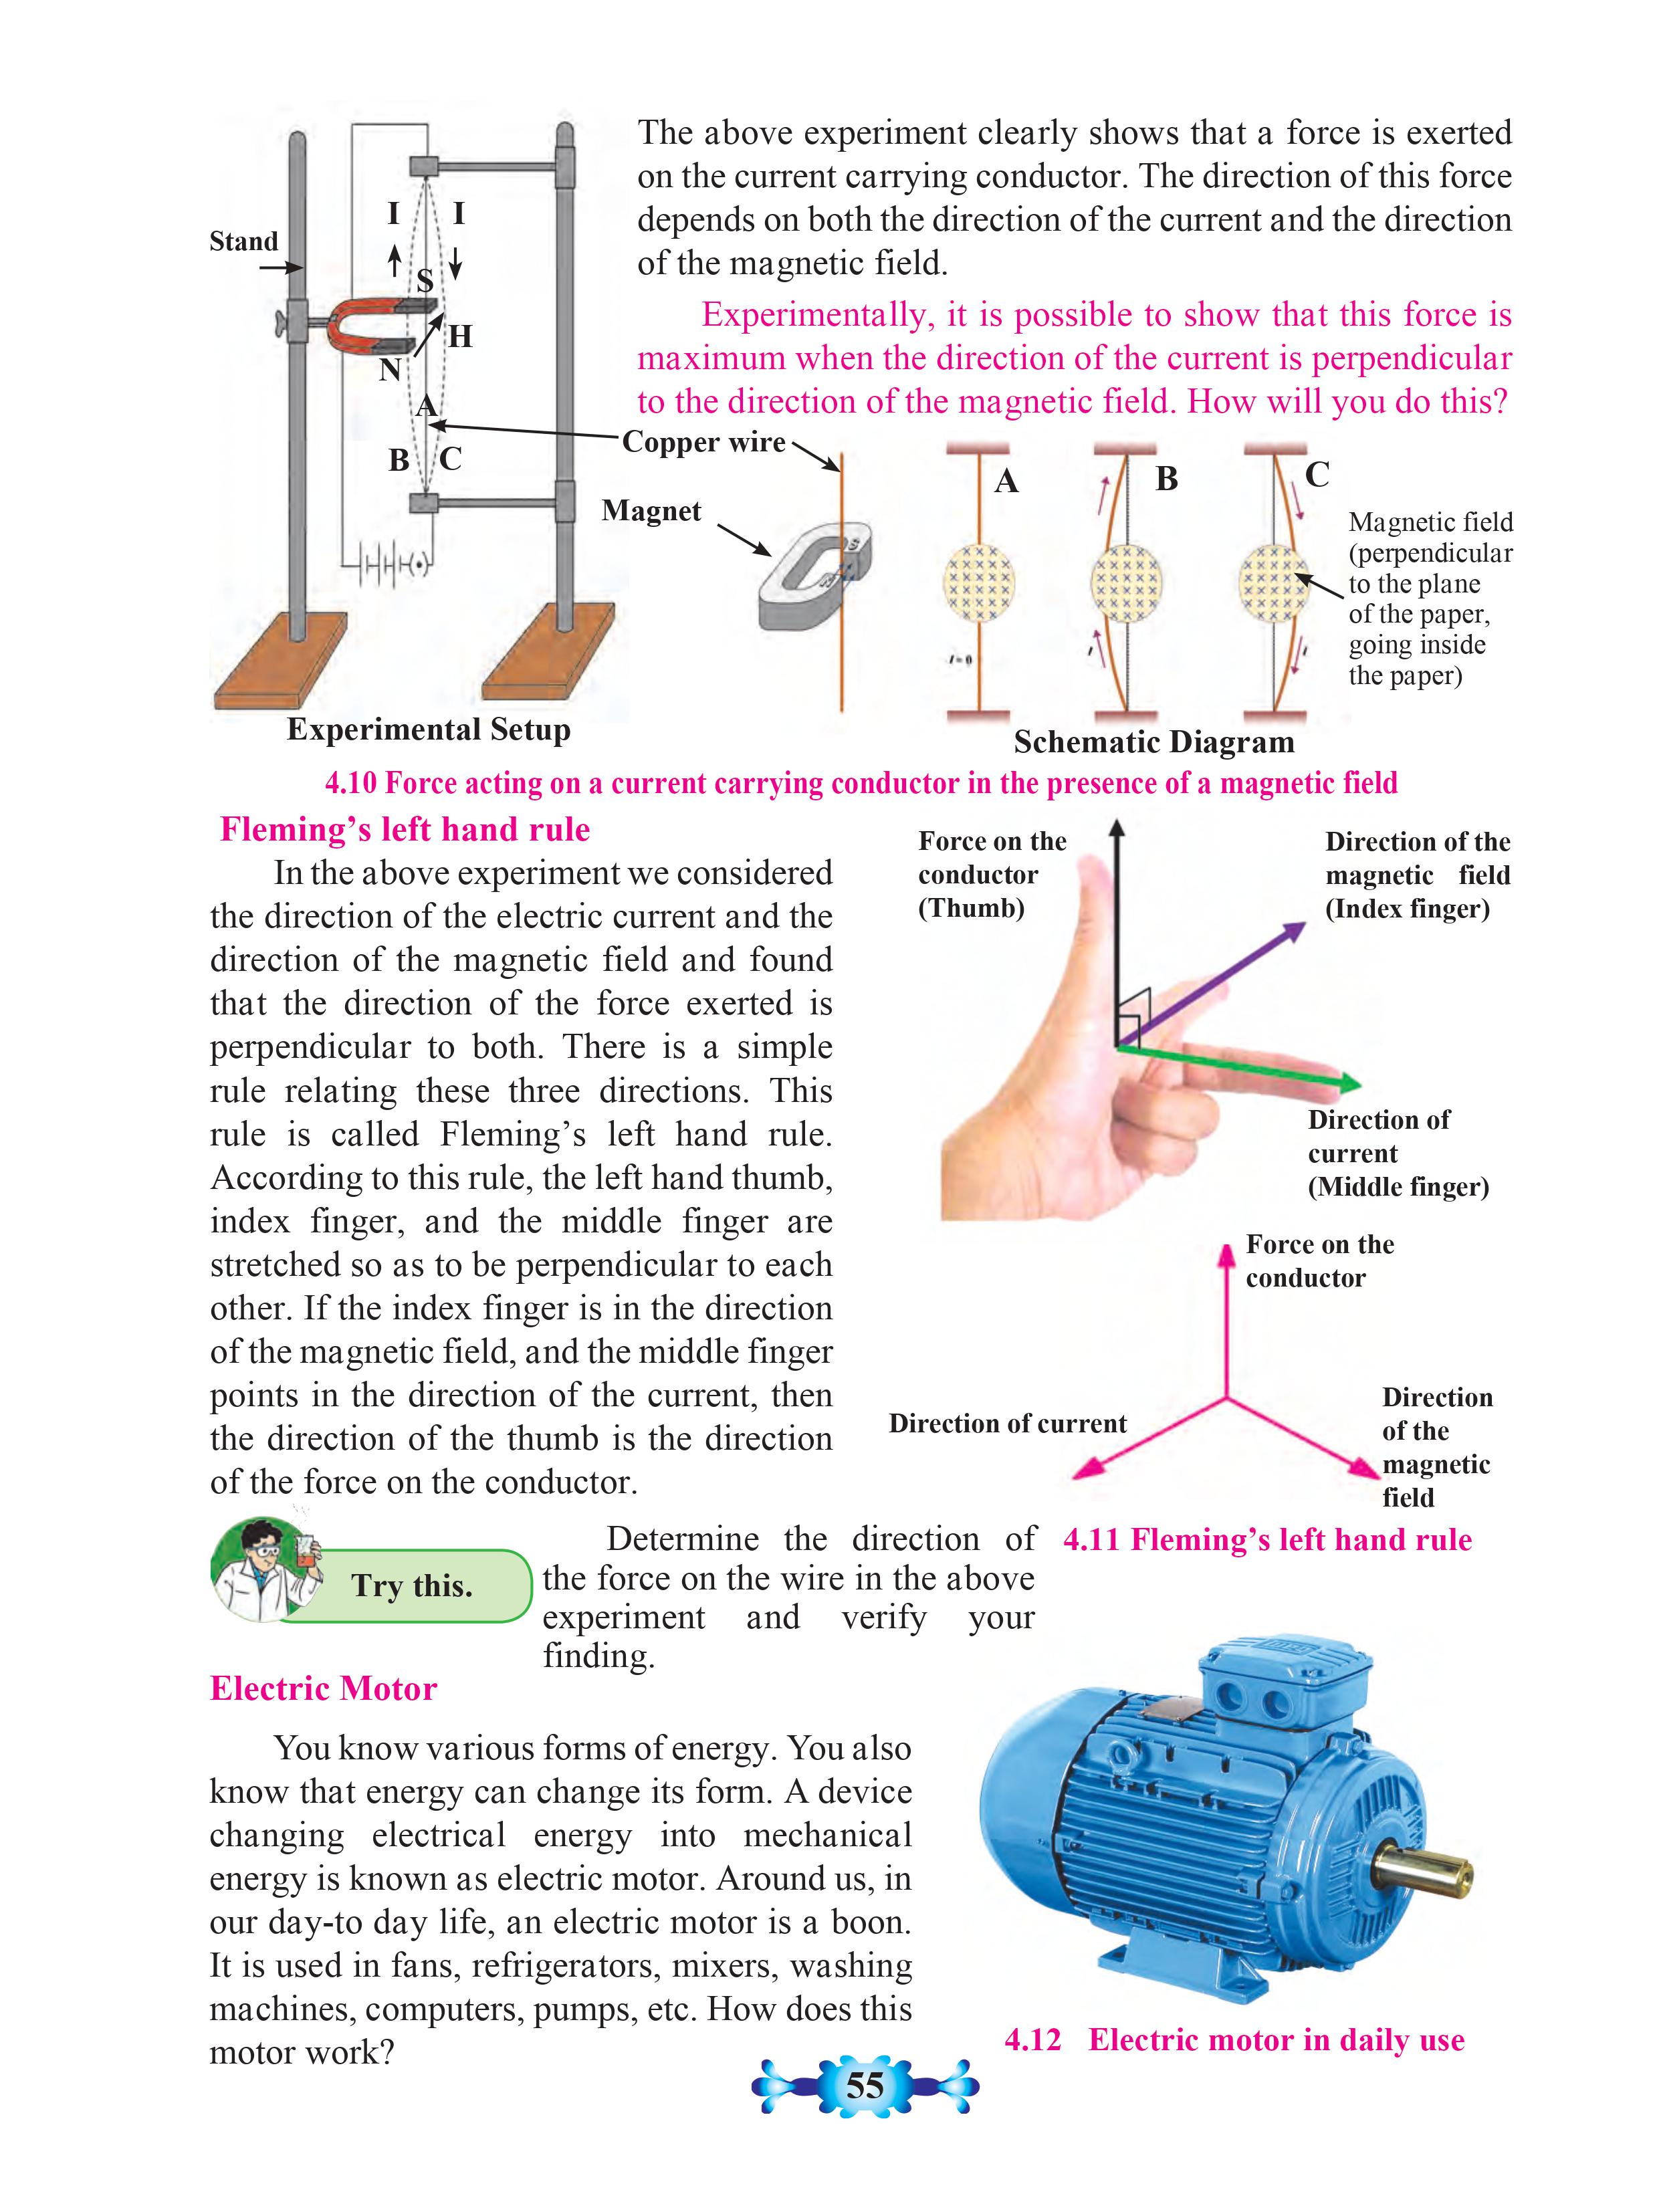 The above experiment clearly shows that a force is exerted
on the current carrying conductor. The direction of this force
depends on both the direction of the current and the direction
of the magnetic field.
Experimentally, it is possible to show that this force is
maximum when the direction of the current is perpendicular
to the direction of the magnetic field. How will you do this?
Stand
I
I
S
H
N
A
B
C
Copper wire
Magnet
S
N
A
B
C
I = 0
I
I
Magnetic field
(perpendicular
to the plane
of the paper,
going inside
the paper)
Experimental Setup
Schematic Diagram
4.10 Force acting on a current carrying conductor in the presence of a magnetic field
Fleming’s left hand rule
In the above experiment we considered
the direction of the electric current and the
direction of the magnetic field and found
that the direction of the force exerted is
perpendicular to both. There is a simple
rule relating these three directions. This
rule is called Fleming’s left hand rule.
According to this rule, the left hand thumb,
index finger, and the middle finger are
stretched so as to be perpendicular to each
other. If the index finger is in the direction
of the magnetic field, and the middle finger
points in the direction of the current, then
the direction of the thumb is the direction
of the force on the conductor.
Force on the
conductor
(Thumb)
Direction of the
magnetic field
(Index finger)
Direction of
current
(Middle finger)
Force on the
conductor
Direction of current
Direction
of the
magnetic
field
4.11 Fleming’s left hand rule
Try this.
Determine the direction of
the force on the wire in the above
experiment and verify your
finding.
Electric Motor
You know various forms of energy. You also
know that energy can change its form. A device
changing electrical energy into mechanical
energy is known as electric motor. Around us, in
our day-to day life, an electric motor is a boon.
It is used in fans, refrigerators, mixers, washing
machines, computers, pumps, etc. How does this
motor work?
4.12 Electric motor in daily use
55